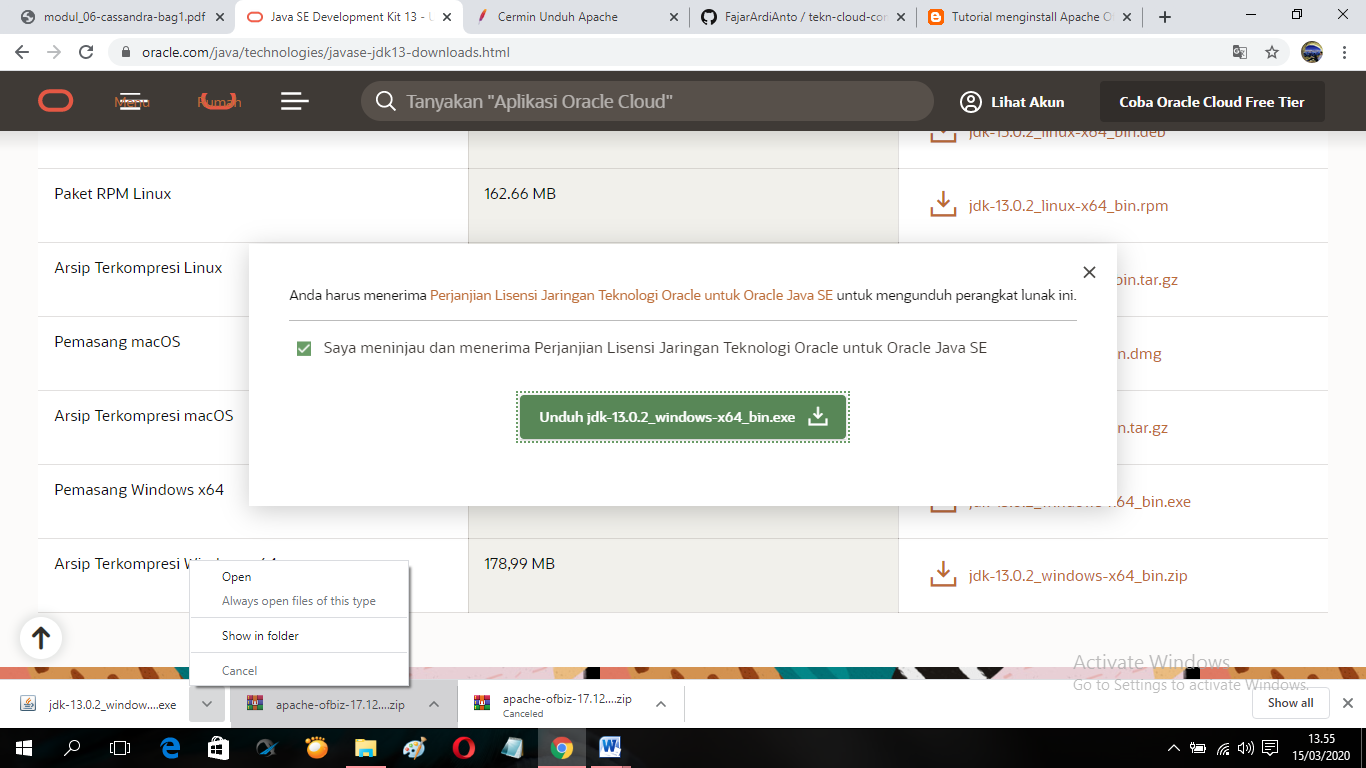 modul_06-cassandra-bag1.pdf
Java SE Development Kit 13 - 
Cermin Unduh Apache
FajarArdiAnto / tekn-cloud-con
Tutorial menginstall Apache
oracle.com/java/technologies/javase-jdk13-downloads.html
Menu
Rumah
Tanyakan "Aplikasi Oracle Cloud"
Lihat Akun
Coba Oracle Cloud Free Tier
jdk-13.0.2_linux-x64_bin.deb
Paket RPM Linux
162.66 MB
jdk-13.0.2_linux-x64_bin.rpm
Arsip Terkompresi Linux
bin.tar.gz
Anda harus menerima Perjanjian Lisensi Jaringan Teknologi Oracle untuk Oracle Java SE untuk mengunduh perangkat lunak ini.
Saya meninjau dan menerima Perjanjian Lisensi Jaringan Teknologi Oracle untuk Oracle Java SE
Unduh jdk-13.0.2_windows-x64_bin.exe
Pemasang macOS
n.dmg
Arsip Terkompresi macOS
n.tar.gz
Pemasang Windows x64
64_bin.exe
Arsip Terkompresi
178,99 MB
jdk-13.0.2_windows-x64_bin.zip
Open
Always open files of this type
Show in folder
Cancel
Activate Windows
Go to Settings to activate Windows.
jdk-13.0.2_window....exe
apache-ofbiz-17.12....zip
apache-ofbiz-17.12....zip
Canceled
Show all
13.55
15/03/2020